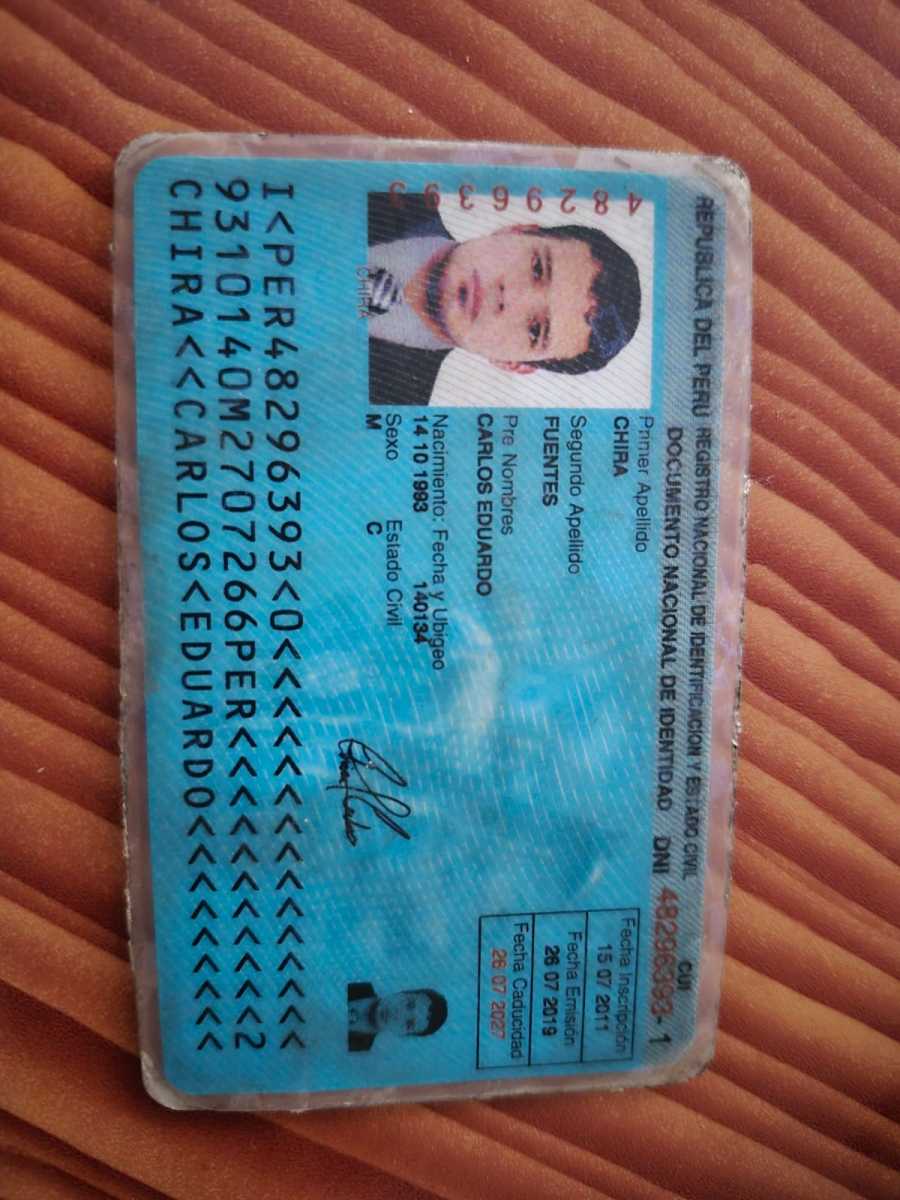 REPUBLICA DEL PERU REGISTRO NACIONAL DE IDENTIFICACION Y ESTADO CIVIL
DOCUMENTO NACIONAL DE IDENTIDAD DNI 48296393-1
CUI
48296393
CHIRA
Primer Apellido
CHIRA
Segundo Apellido
FUENTES
Pre Nombres
CARLOS EDUARDO
Nacimiento: Fecha y Ubigeo
14 10 1993 140134
Sexo Estado Civil
M C
Fecha Inscripción
15 07 2011
Fecha Emisión
26 07 2019
Fecha Caducidad
26 07 2027
I<PER48296393<0<<<<<<<<<<<<<<<
9310140M2707266PER<<<<<<<<<<<2
CHIRA<<CARLOS<EDUARDO<<<<<<<<<